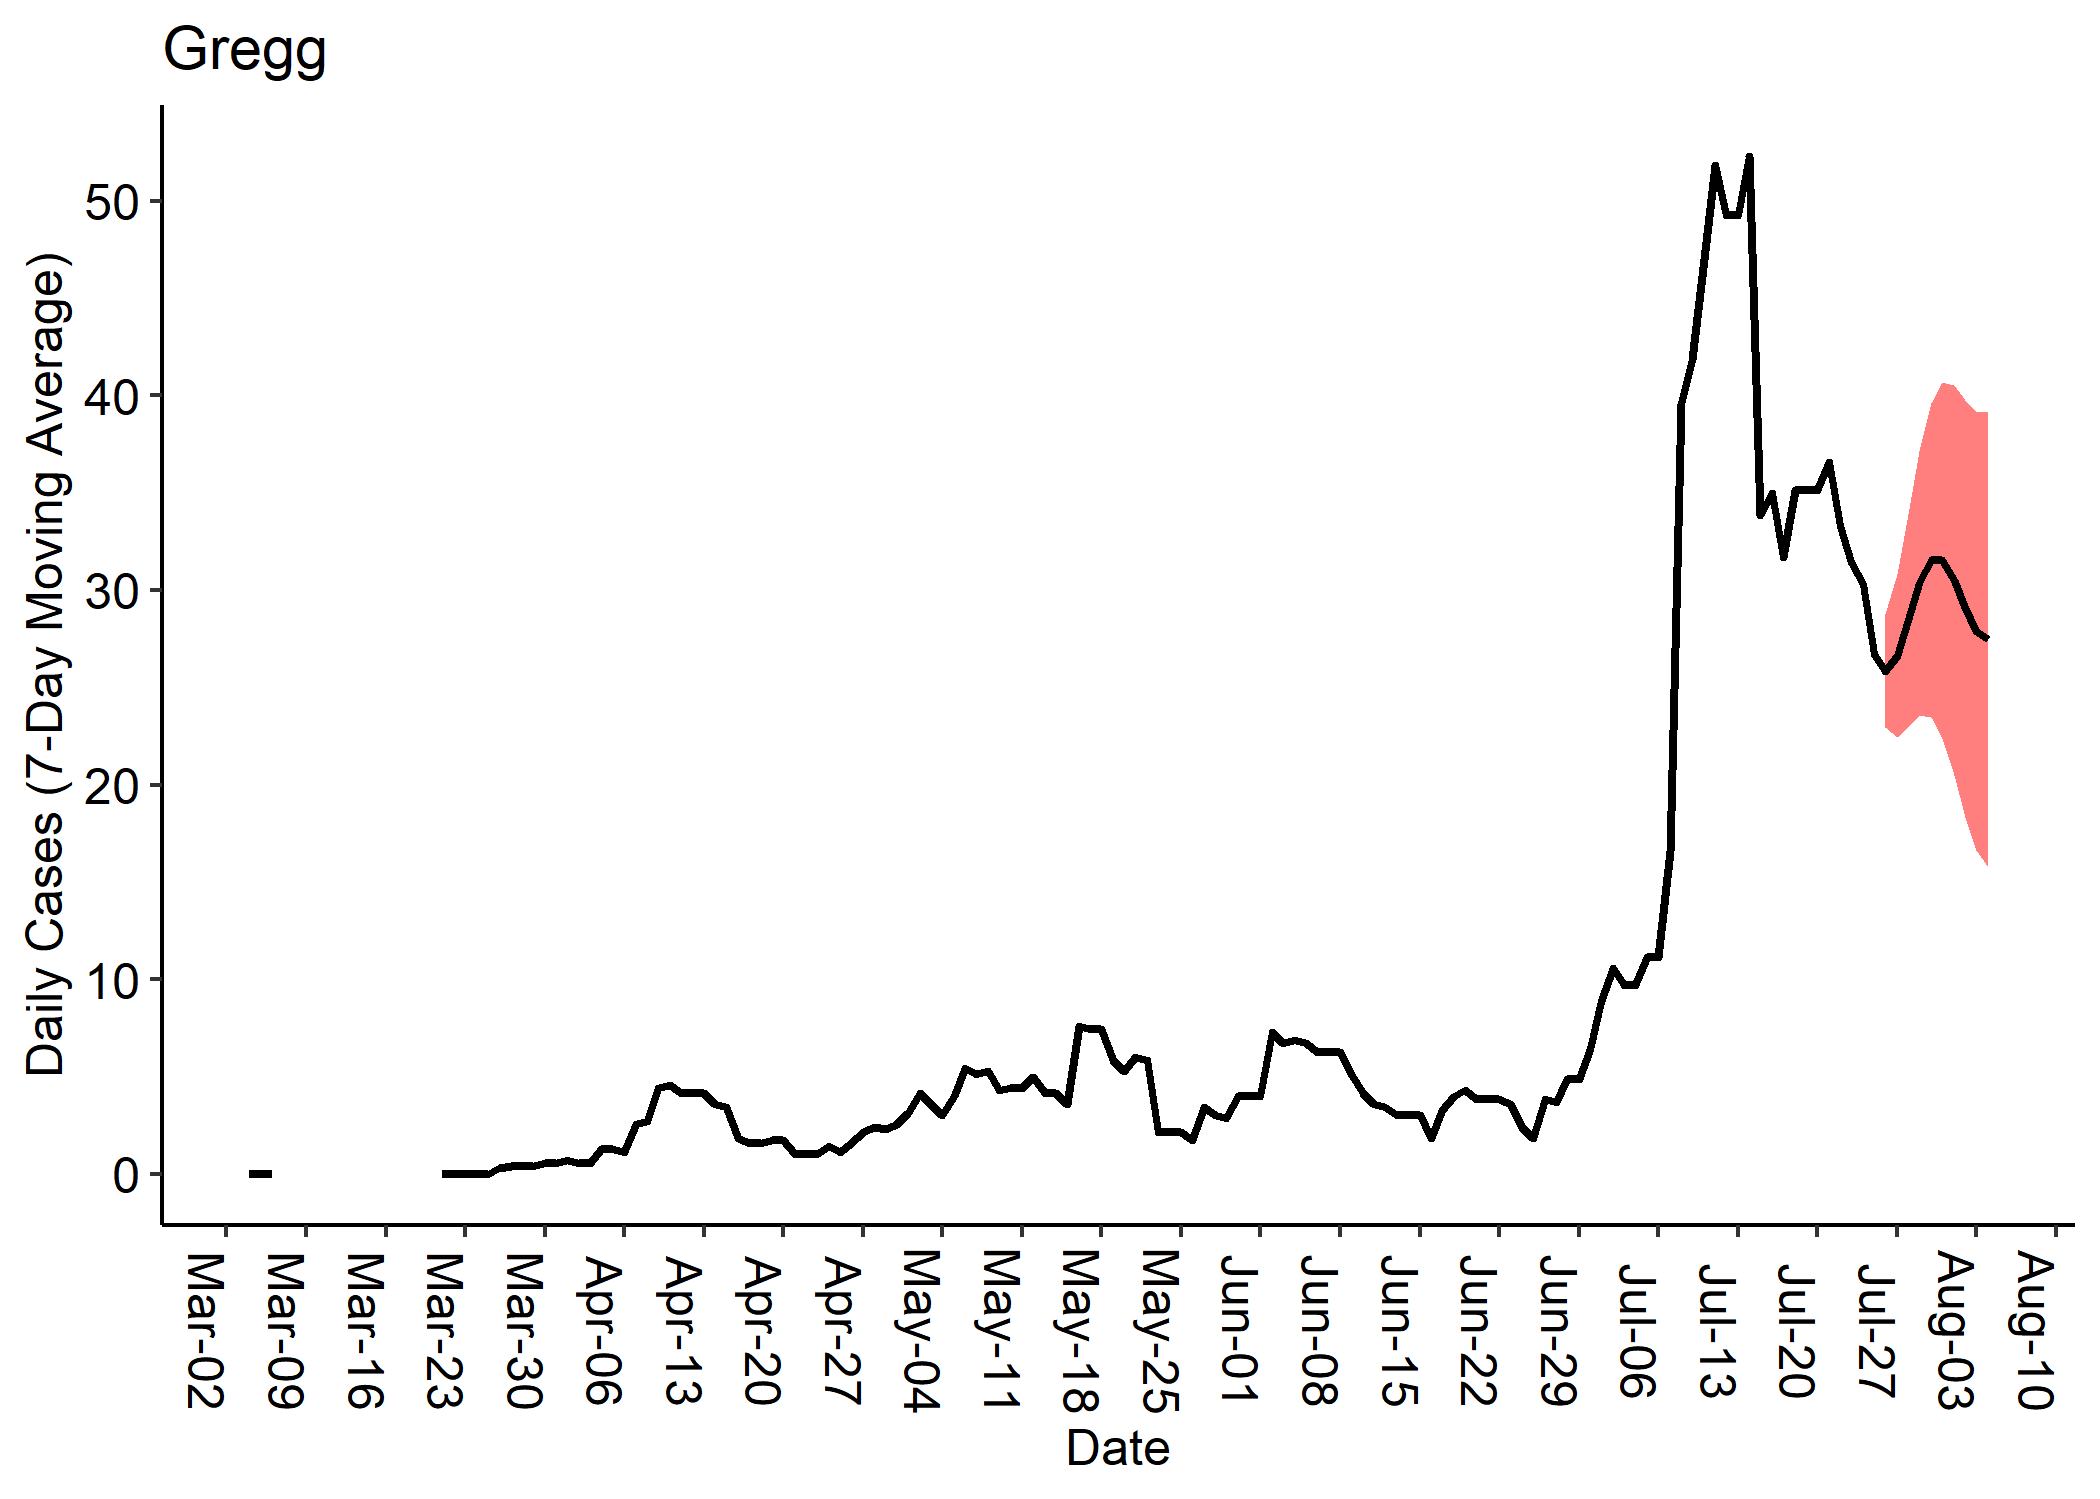 Gregg
Daily Cases (7-Day Moving Average)
50
40
30
20
10
0
Mar-02
Mar-09
Mar-16
Mar-23
Mar-30
Apr-06
Apr-13
Apr-20
Apr-27
May-04
May-11
May-18
May-25
Jun-01
Jun-08
Jun-15
Jun-22
Jun-29
Jul-06
Jul-13
Jul-20
Jul-27
Aug-03
Aug-10
Date